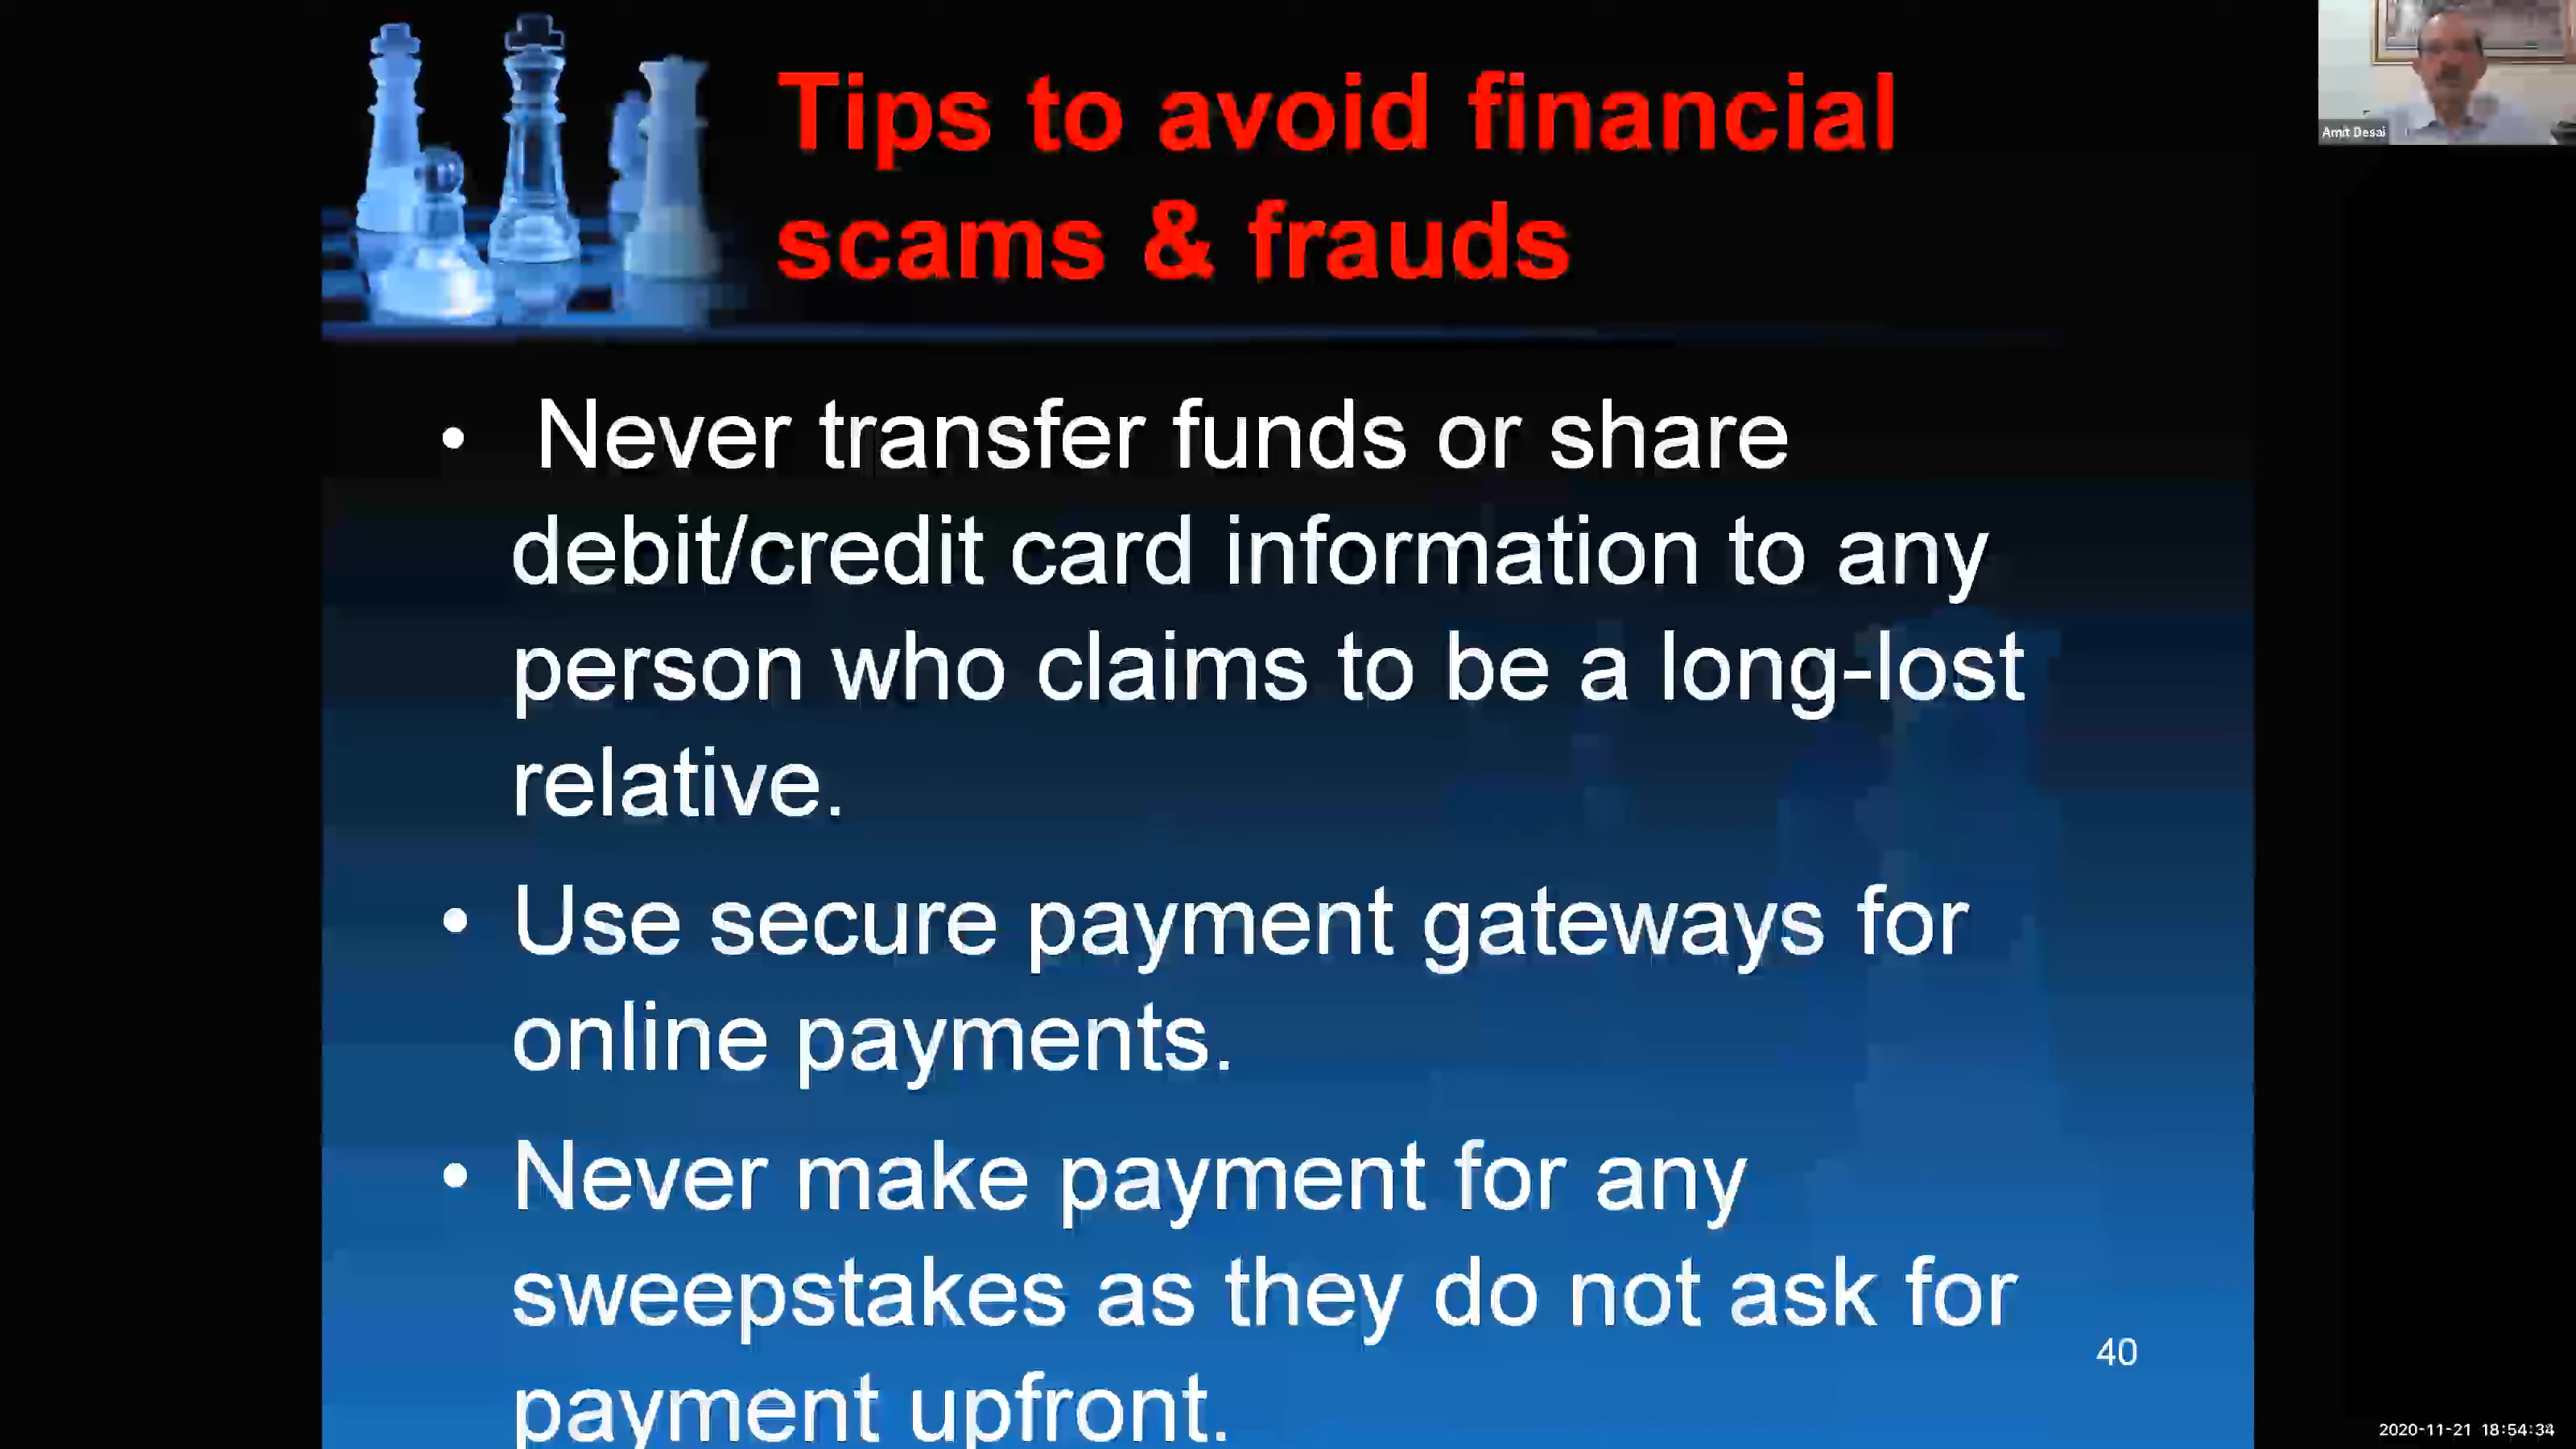 Tips to avoid financial
scams & frauds
Amit Desai
• Never transfer funds or share
debit/credit card information to any
person who claims to be a long-lost
relative.
• Use secure payment gateways for
online payments.
• Never make payment for any
sweepstakes as they do not ask for
payment upfront.
40
2020-11-21 18:54:34